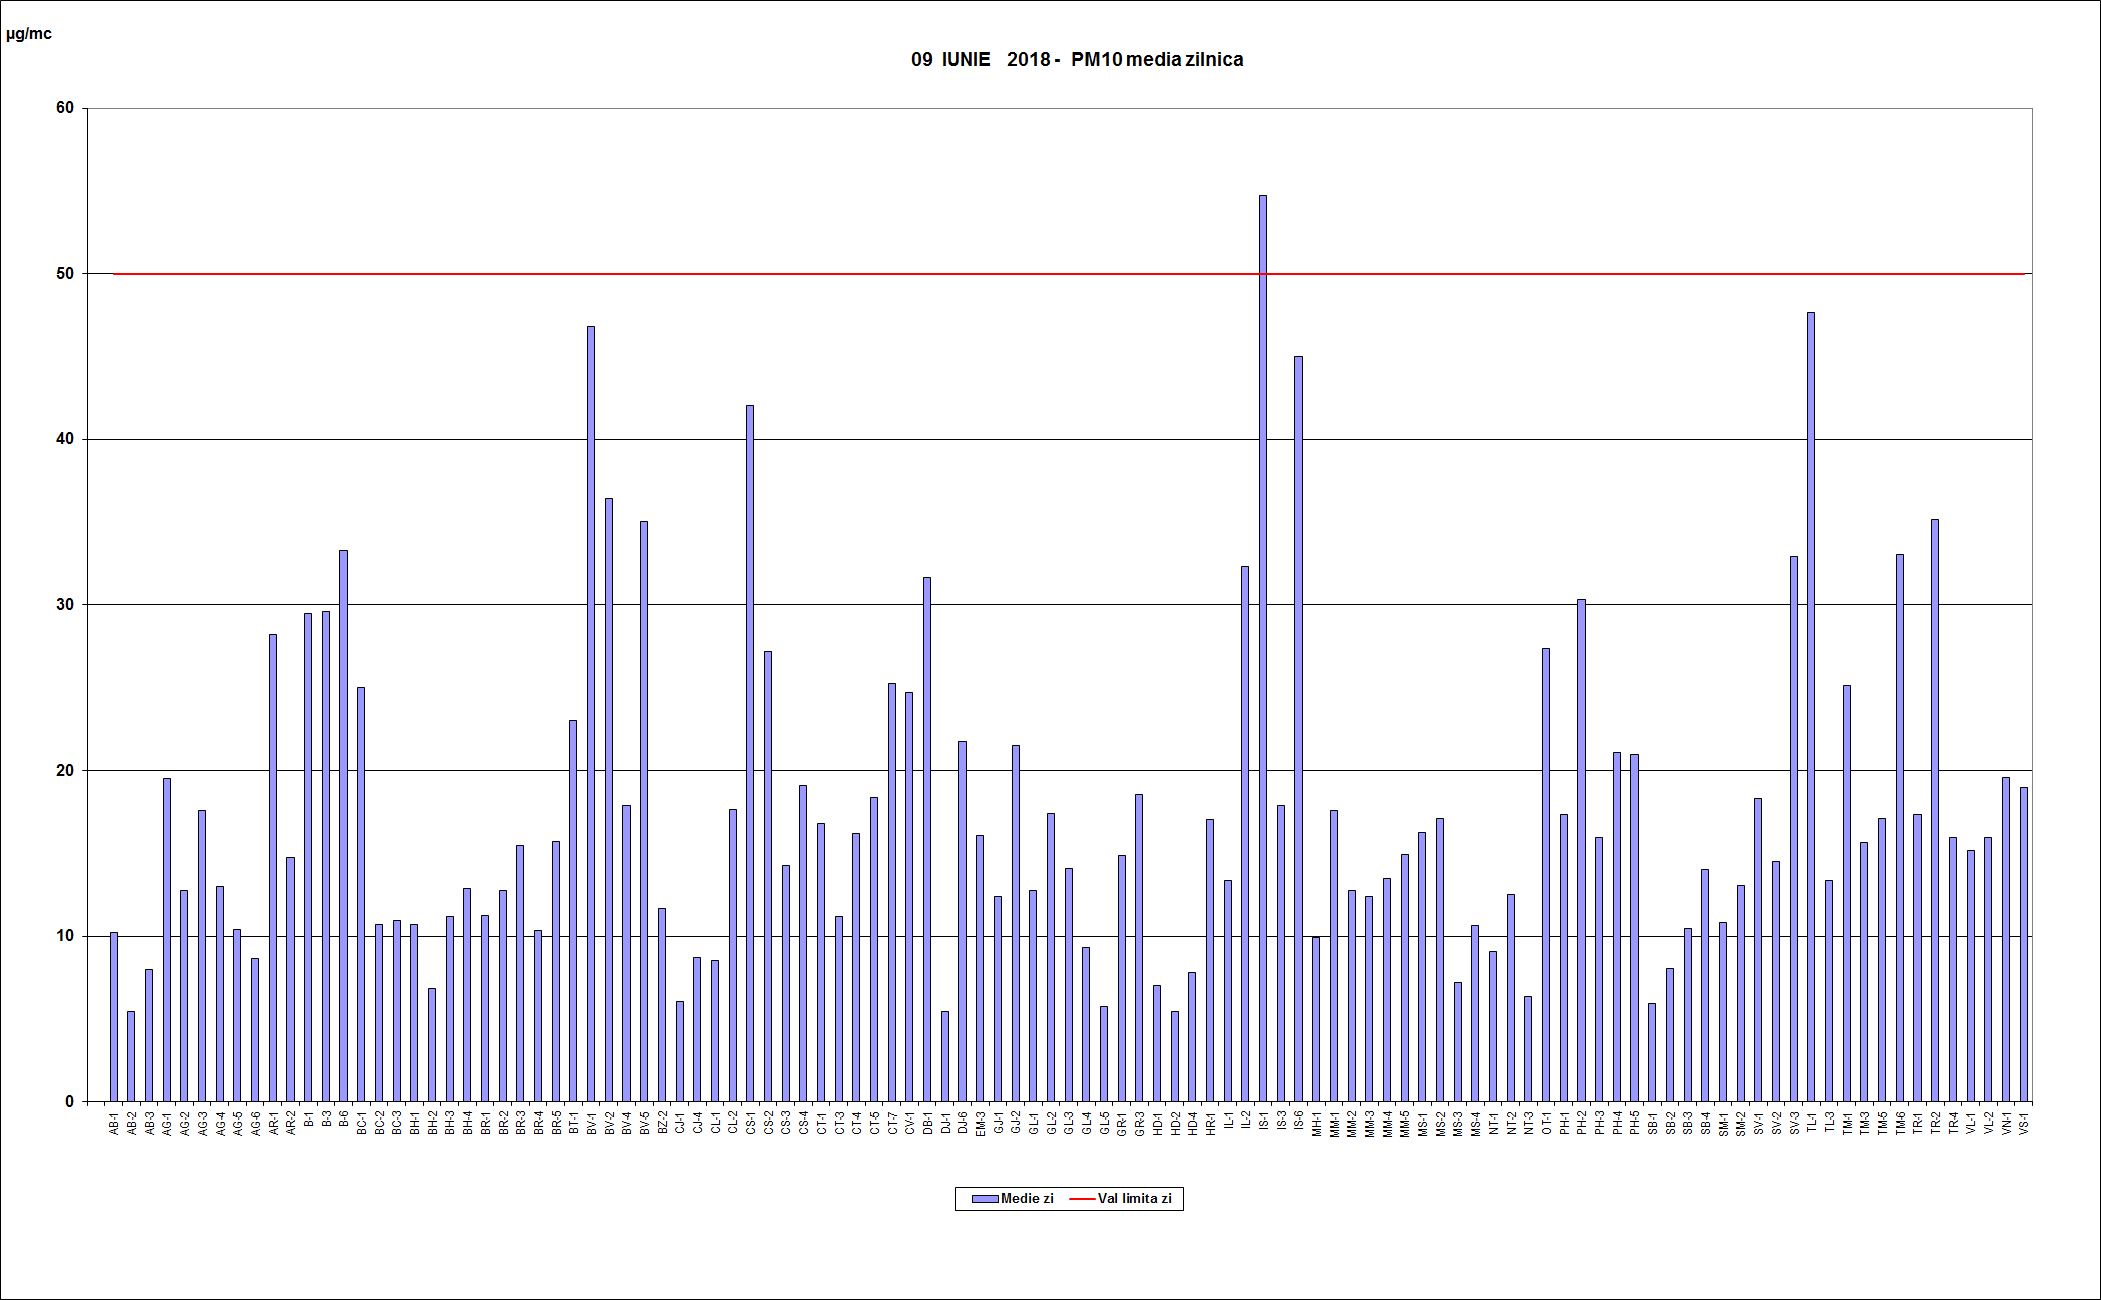 µg/mc
09 IUNIE 2018 - PM10 media zilnica
60
50
40
30
20
10
0
AB-1
AB-2
AB-3
AG-1
AG-2
AG-3
AG-4
AG-5
AG-6
AR-1
AR-2
B-1
B-3
B-6
BC-1
BC-2
BC-3
BH-1
BH-2
BH-3
BH-4
BR-1
BR-2
BR-3
BR-4
BR-5
BT-1
BV-1
BV-2
BV-4
BV-5
BZ-2
CJ-1
CJ-4
CL-1
CL-2
CS-1
CS-2
CS-3
CS-4
CT-1
CT-3
CT-4
CT-5
CT-7
CV-1
DB-1
DJ-1
DJ-6
EM-3
GJ-1
GJ-2
GL-1
GL-2
GL-3
GL-4
GL-5
GR-1
GR-3
HD-1
HD-2
HD-4
HR-1
IL-1
IL-2
IS-1
IS-3
IS-6
MH-1
MM-1
MM-2
MM-3
MM-4
MM-5
MS-1
MS-2
MS-3
MS-4
NT-1
NT-2
NT-3
OT-1
PH-1
PH-2
PH-3
PH-4
PH-5
SB-1
SB-2
SB-3
SB-4
SM-1
SM-2
SV-1
SV-2
SV-3
TL-1
TL-3
TM-1
TM-3
TM-5
TM-6
TR-1
TR-2
TR-4
VL-1
VL-2
VN-1
VS-1
Medie zi
Val limita zi